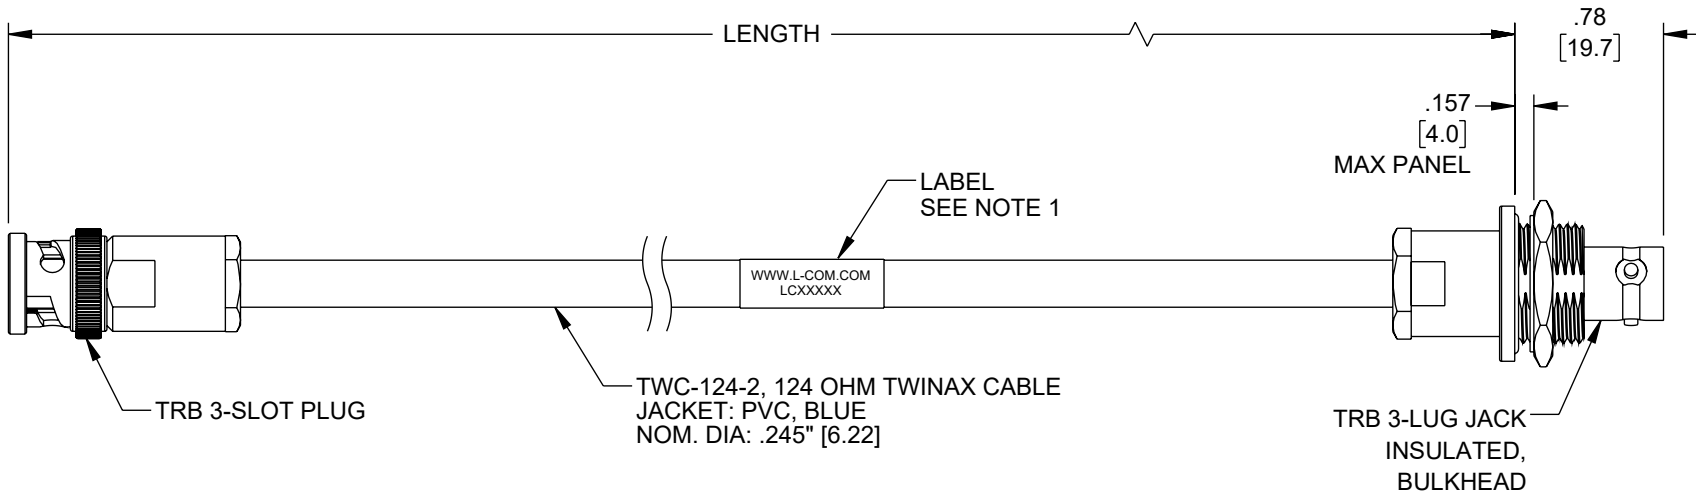 LENGTH
.78
[19.7]
.157
[4.0]
MAX PANEL
LABEL
SEE NOTE 1
WWW.L-COM.COM
LCXXXXX
TRB 3-SLOT PLUG
TWC-124-2, 124 OHM TWINAX CABLE
JACKET: PVC, BLUE
NOM. DIA: .245" [6.22]
TRB 3-LUG JACK
INSULATED,
BULKHEAD